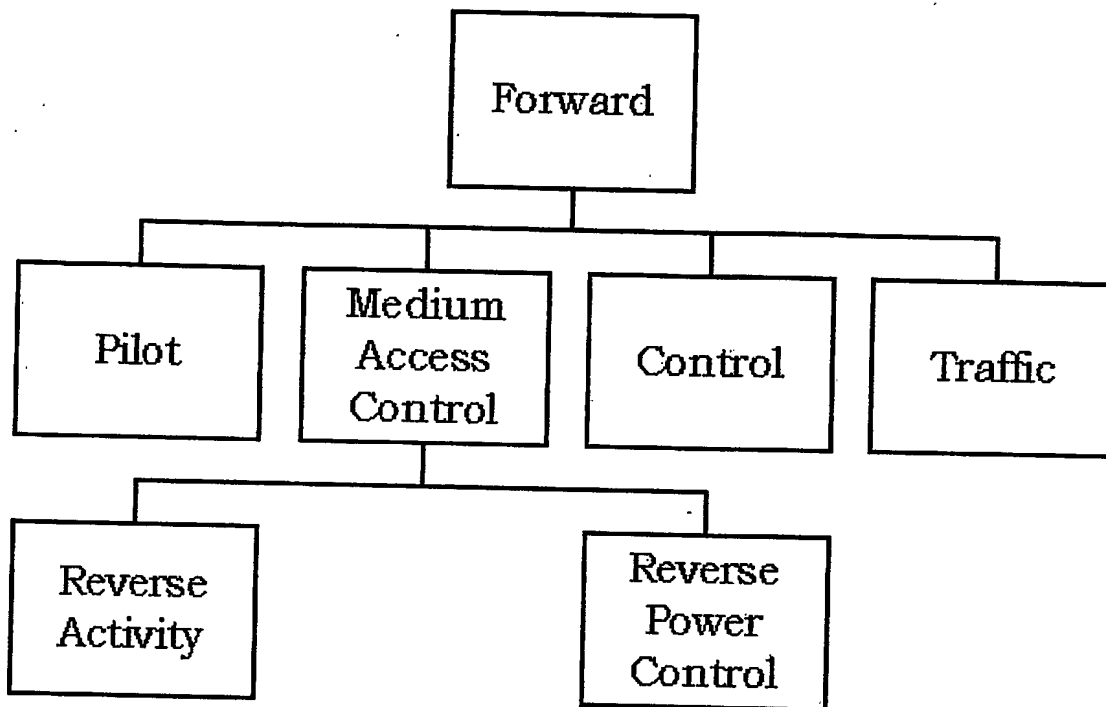 Forward
Pilot
Medium
Access
Control
Control
Traffic
Reverse
Activity
Reverse
Power
Control